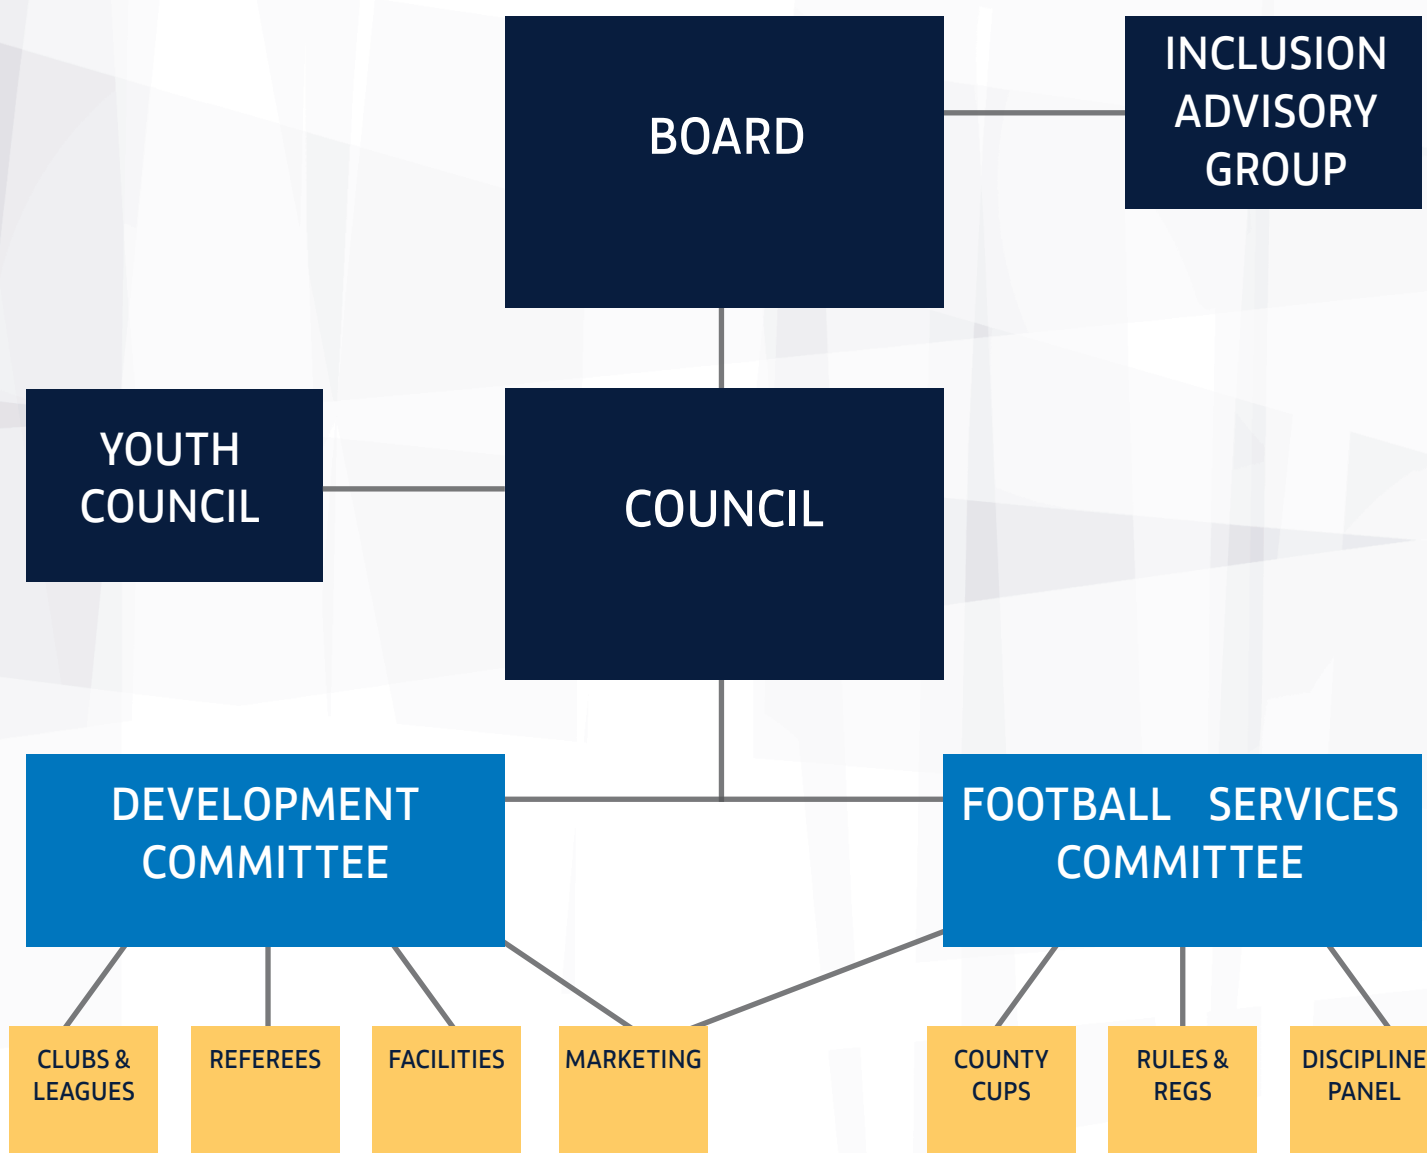 BOARD
INCLUSION
ADVISORY
GROUP
YOUTH
COUNCIL
COUNCIL
DEVELOPMENT
COMMITTEE
FOOTBALL SERVICES
COMMITTEE
CLUBS &
LEAGUES
REFEREES
FACILITIES
MARKETING
COUNTY
CUPS
RULES &
REGS
DISCIPLINE
PANEL